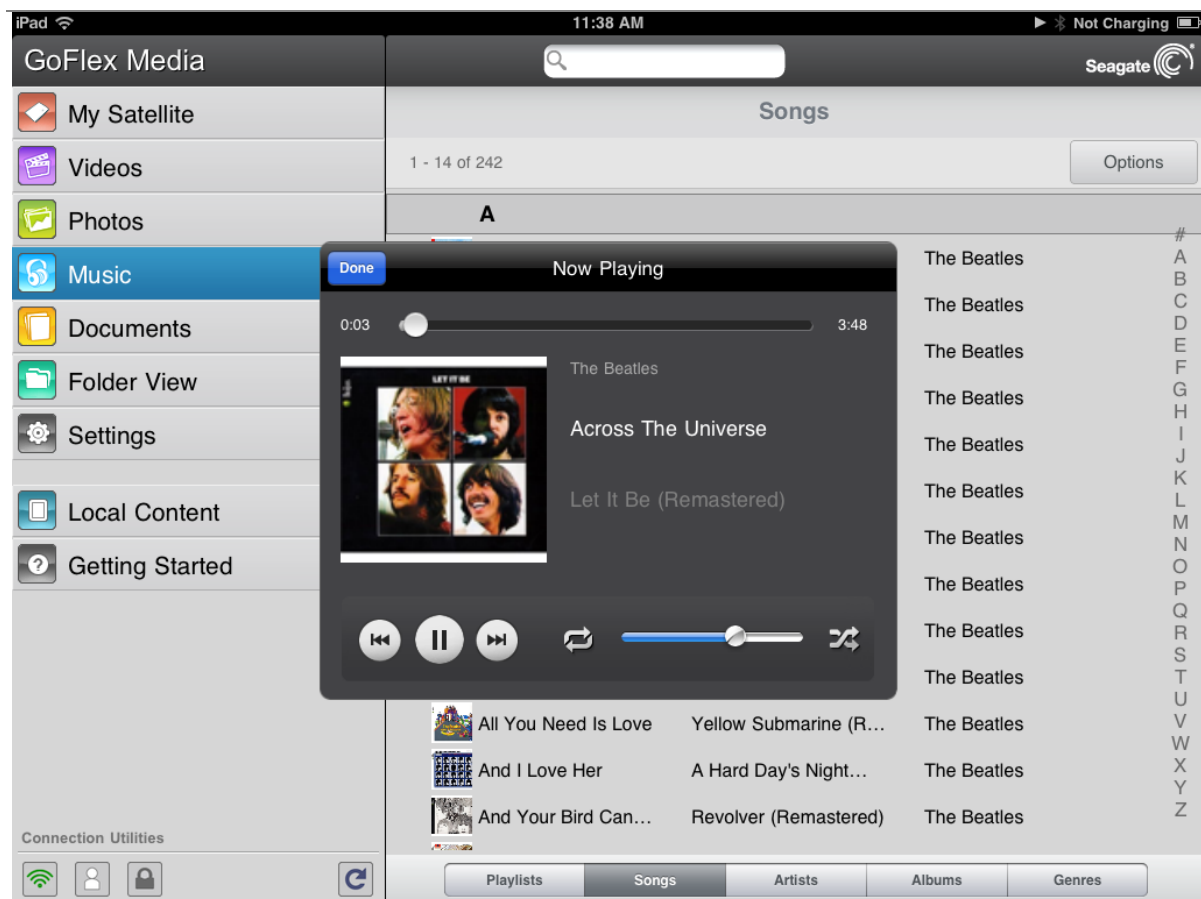 iPad 11:38 AM Not Charging
GoFlex Media
Seagate
My Satellite
Videos
Photos
Music
Documents
Folder View
Settings
Local Content
Getting Started
Connection Utilities
Songs
1 - 14 of 242
Options
A
Done
Now Playing
0:03
3:48
LET IT BE
The Beatles
Across The Universe
Let It Be (Remastered)
The Beatles
The Beatles
The Beatles
The Beatles
The Beatles
The Beatles
The Beatles
The Beatles
The Beatles
The Beatles
All You Need Is Love Yellow Submarine (R... The Beatles
And I Love Her A Hard Day's Night... The Beatles
And Your Bird Can... Revolver (Remastered) The Beatles
#
A
B
C
D
E
F
G
H
I
J
K
L
M
N
O
P
Q
R
S
T
U
V
W
X
Y
Z
Playlists Songs Artists Albums Genres